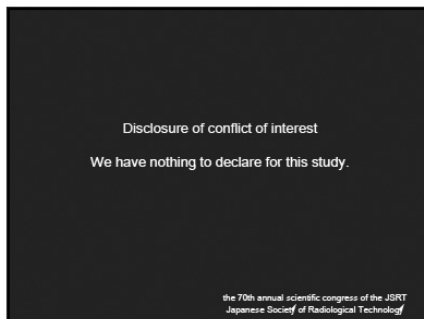 Disclosure of conflict of interest
We have nothing to declare for this study.
the 70th annual scientific congress of the JSRT
Japanese Society of Radiological Technology